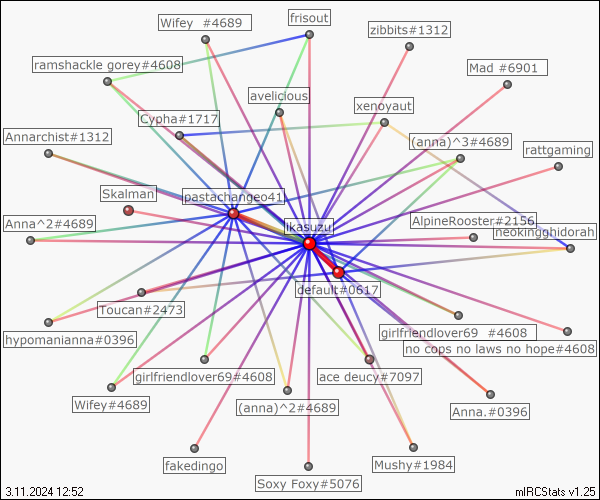 Wifey  #4689
frisout
zibbits#1312
ramshackle gorey#4608
Mad #6901
avelicious
xenoyaut
Cypha#1717
Annarchist#1312
(anna)^3#4689
rattgaming
Skalman
pastachangeo41
Anna^2#4689
Ikasuzu
AlpineRooster#2156
neokingghidorah
default#0617
Toucan#2473
hypomanianna#0396
girlfriendlover69  #4608
no cops no laws no hope#4608
girlfriendlover69#4608
ace deucy#7097
Wifey#4689
(anna)^2#4689
Anna.#0396
fakedingo
Mushy#1984
Soxy Foxy#5076
3.11.2024 12:52
mIRCStats v1.25